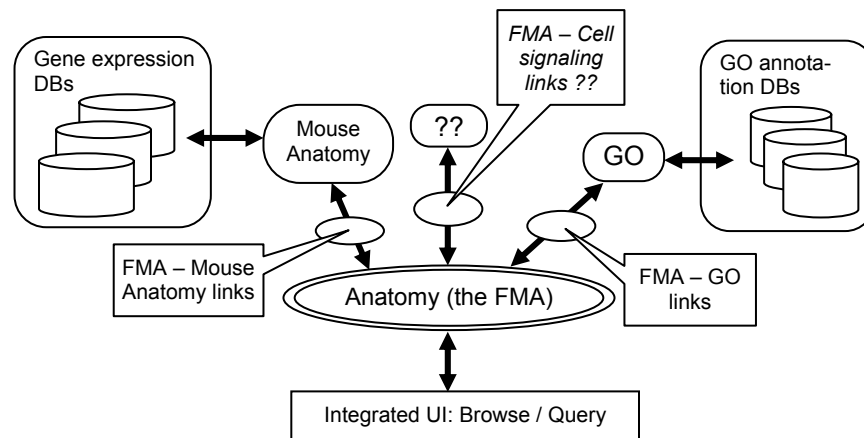 Gene expression
DBs
FMA – Cell
signaling
links ??
GO annota-
tion DBs
Mouse
Anatomy
??
GO
FMA – Mouse
Anatomy links
Anatomy (the FMA)
FMA – GO
links
Integrated UI: Browse / Query